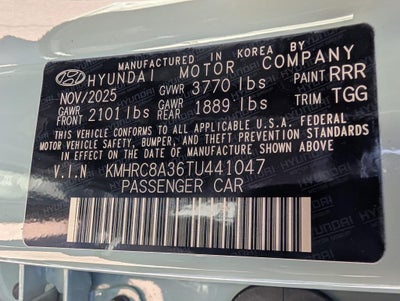 MANUFACTURED IN KOREA BY
HYUNDAI MOTOR COMPANY
NOV/2025 GVWR 3770 lbs PAINT RRR
GAWR FRONT 2101 lbs GAWR REAR 1889 lbs TRIM TGG
THIS VEHICLE CONFORMS TO ALL APPLICABLE U.S.A. FEDERAL
MOTOR VEHICLE SAFETY, BUMPER, AND THEFT PREVENTION STANDARDS
IN EFFECT ON THE DATE OF MANUFACTURE SHOWN ABOVE.
V.I.N KMHRC8A36TU441047
PASSENGER CAR